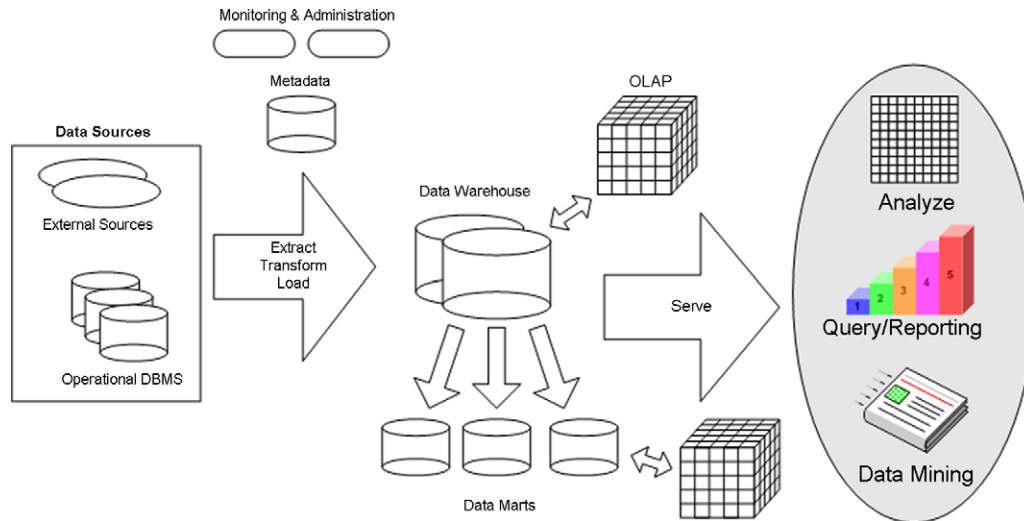 Monitoring & Administration
Metadata
OLAP
Data Sources
External Sources
Operational DBMS
Extract
Transform
Load
Data Warehouse
Data Marts
Serve
Analyze
1 2 3 4 5
Query/Reporting
Data Mining